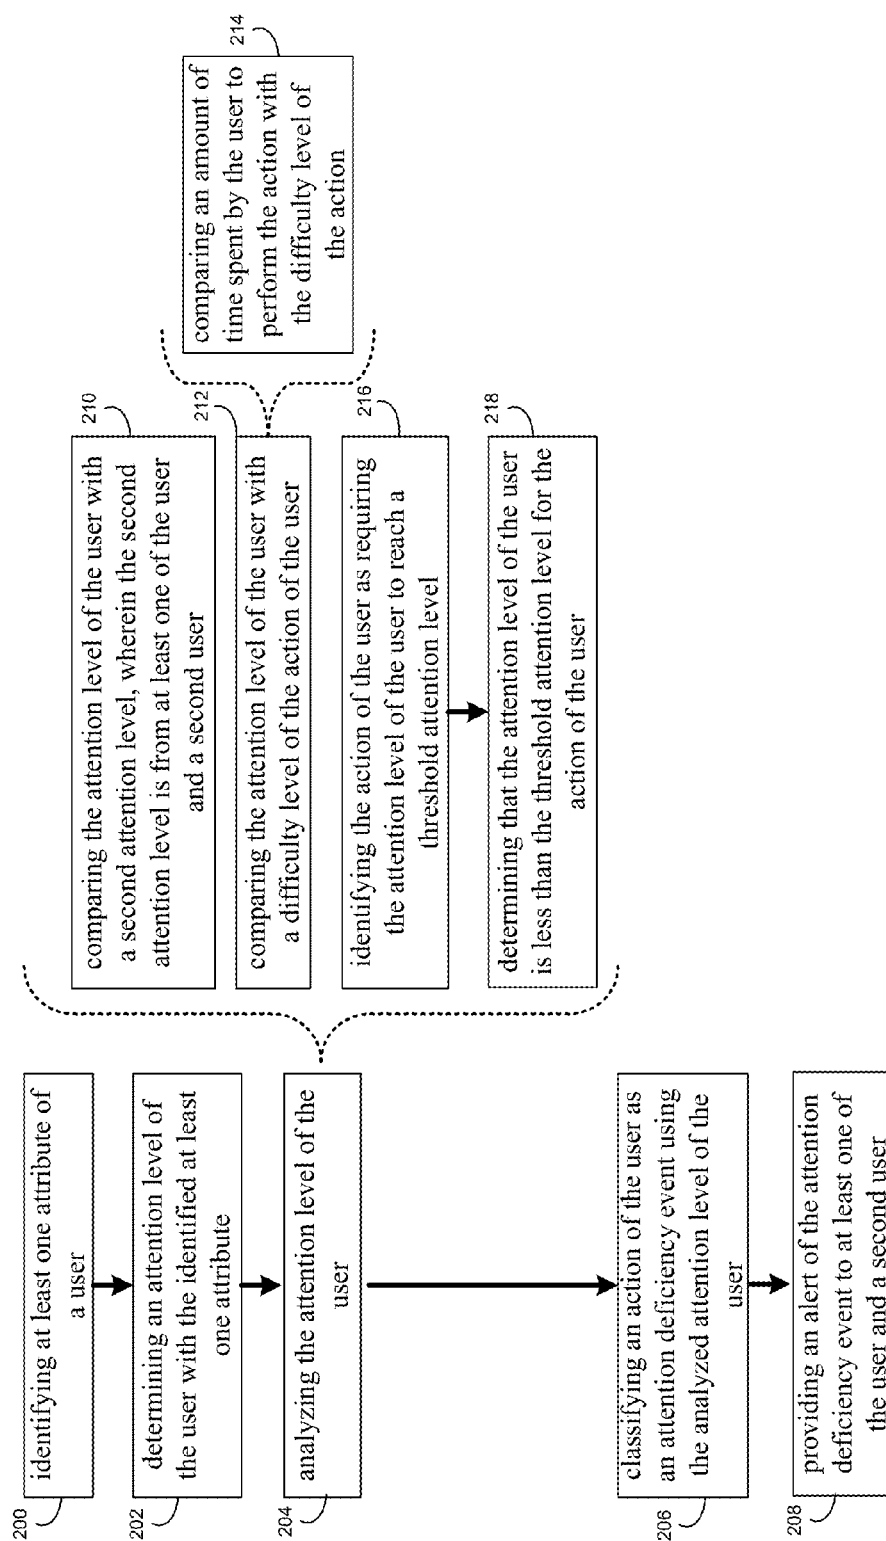 200
identifying at least one attribute of
a user
202
determining an attention level of
the user with the identified at least
one attribute
204
analyzing the attention level of the
user
210
comparing the attention level of the user with
a second attention level, wherein the second
attention level is from at least one of the user
and a second user
212
comparing the attention level of the user with
a difficulty level of the action of the user
214
comparing an amount of
time spent by the user to
perform the action with
the difficulty level of
the action
216
identifying the action of the user as requiring
the attention level of the user to reach a
threshold attention level
218
determining that the attention level of the user
is less than the threshold attention level for the
action of the user
206
classifying an action of the user as
an attention deficiency event using
the analyzed attention level of the
user
208
providing an alert of the attention
deficiency event to at least one of
the user and a second user